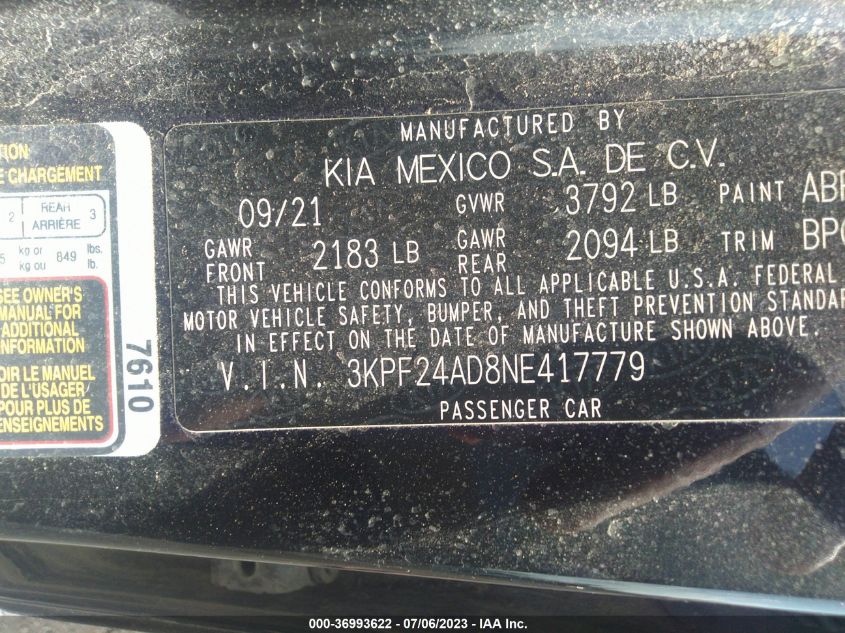 MANUFACTURED BY
KIA MEXICO S.A. DE C.V.
09/21 GVWR 3792 LB PAINT
GAWR FRONT 2183 LB GAWR REAR 2094 LB TRIM
THIS VEHICLE CONFORMS TO ALL APPLICABLE U.S.A. FEDERAL
MOTOR VEHICLE SAFETY, BUMPER, AND THEFT PREVENTION
IN EFFECT ON THE DATE OF MANUFACTURE SHOWN ABOVE.
V.I.N. 3KPF24AD8NE417779
PASSENGER CAR
CHARGEMENT
2 REAR ARRIÈRE 3
kg or kg ou 849 lbs. lb.
SEE OWNER'S
MANUAL FOR
ADDITIONAL
INFORMATION
LE MANUEL
DE L'USAGER
POUR PLUS DE
7610
000-36993622 - 07/06/2023 - IAA Inc.